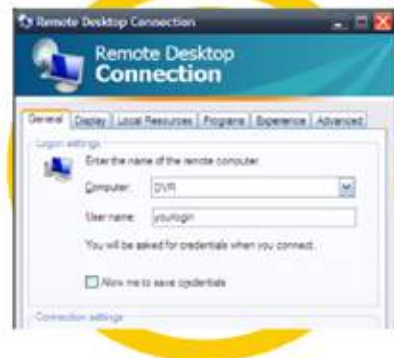 Remote Desktop Connection
Remote Desktop
Connection
General Display Local Resources Programs Experience Advanced
Logon settings
Enter the name of the remote computer.
Computer: DVR
User name: yourlogin
You will be asked for credentials when you connect.
Allow me to save credentials
Connection settings